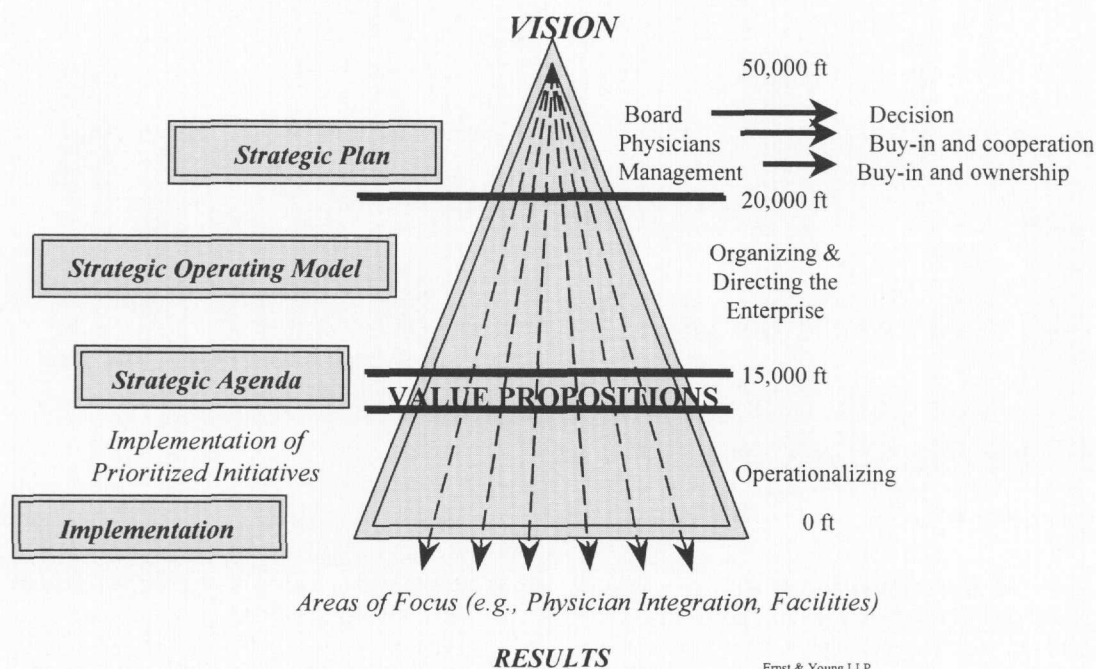 VISION
50,000 ft
Board
Decision
Physicians
Buy-in and cooperation
Management
Buy-in and ownership
Strategic Plan
20,000 ft
Strategic Operating Model
Organizing &
Directing the
Enterprise
Strategic Agenda
15,000 ft
VALUE PROPOSITIONS
Implementation of
Prioritized Initiatives
Operationalizing
Implementation
0 ft
Areas of Focus (e.g., Physician Integration, Facilities)
RESULTS
Ernst & Young LLP